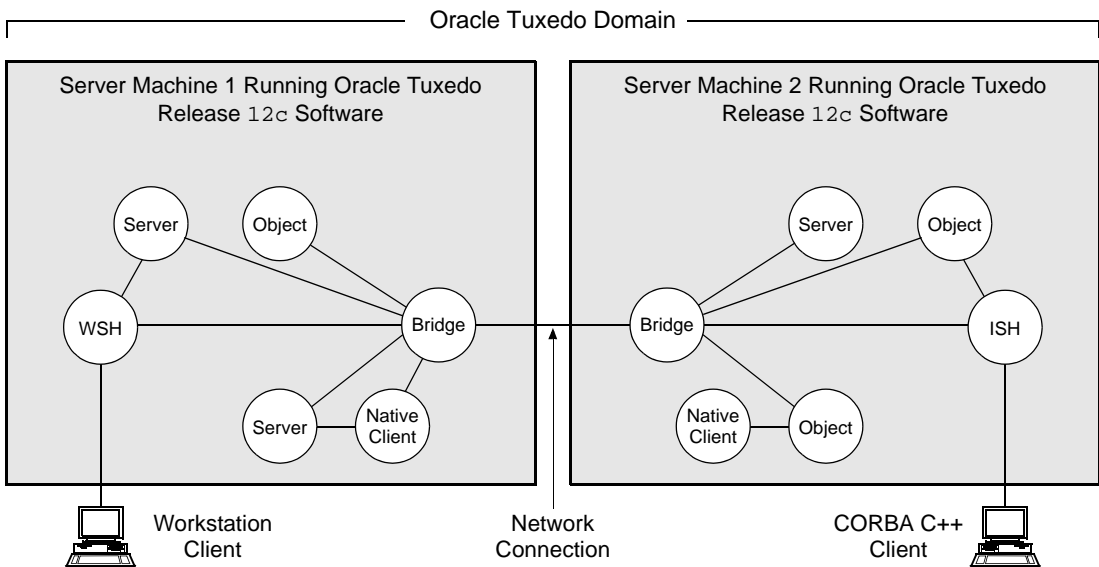 Oracle Tuxedo Domain
Server Machine 1 Running Oracle Tuxedo
Release 12c Software
Server Machine 2 Running Oracle Tuxedo
Release 12c Software
Server
Object
Server
Object
WSH
Bridge
Bridge
ISH
Server
Native
Client
Native
Client
Object
Workstation
Client
Network
Connection
CORBA C++
Client